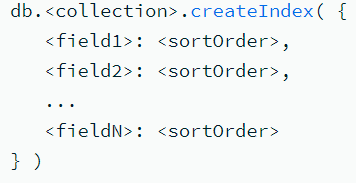 db.<collection>.createIndex( {
<field1>: <sortOrder>,
<field2>: <sortOrder>,
...
<fieldN>: <sortOrder>
} )